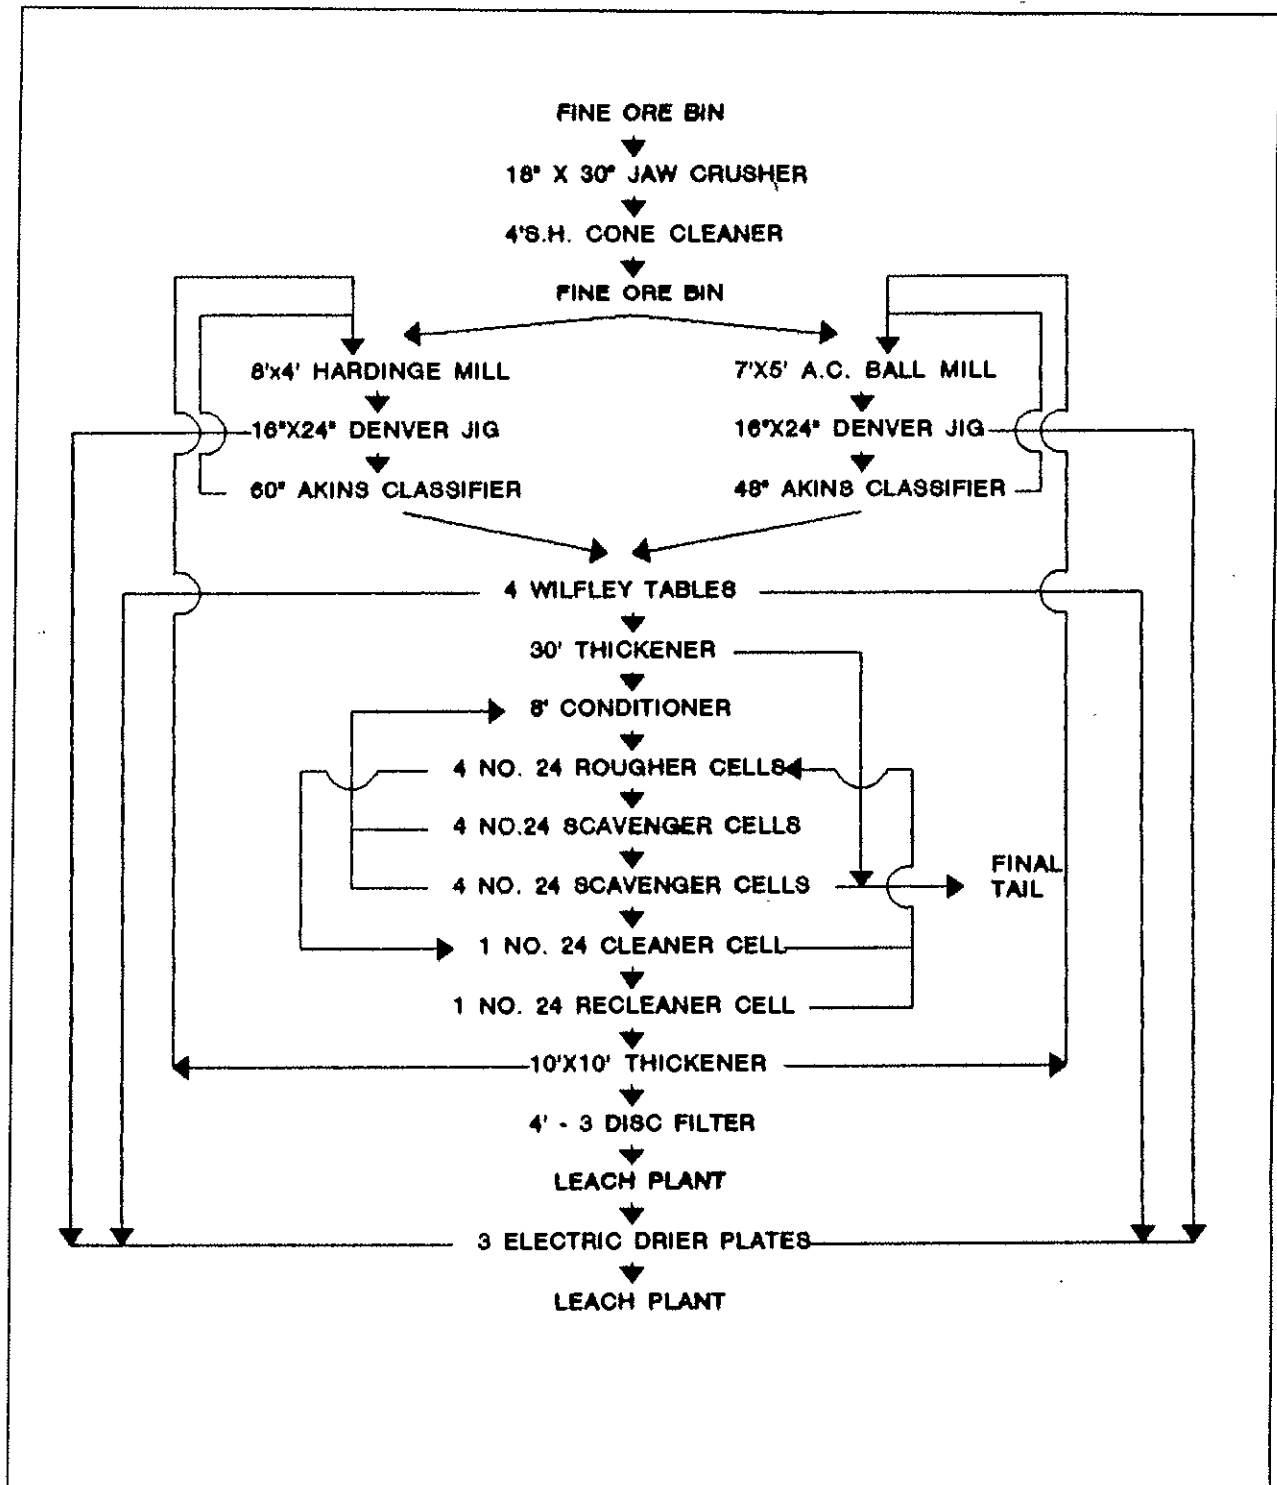 FINE ORE BIN
18" X 30" JAW CRUSHER
4'S.H. CONE CLEANER
FINE ORE BIN
8'x4' HARDINGE MILL
7'X5' A.C. BALL MILL
16"X24" DENVER JIG
16"X24" DENVER JIG
60" AKINS CLASSIFIER
48" AKINS CLASSIFIER
4 WILFLEY TABLES
30' THICKENER
8' CONDITIONER
4 NO. 24 ROUGHER CELLS
4 NO.24 SCAVENGER CELLS
4 NO. 24 SCAVENGER CELLS
FINAL
TAIL
1 NO. 24 CLEANER CELL
1 NO. 24 RECLEANER CELL
10'X10' THICKENER
4' - 3 DISC FILTER
LEACH PLANT
3 ELECTRIC DRIER PLATES
LEACH PLANT